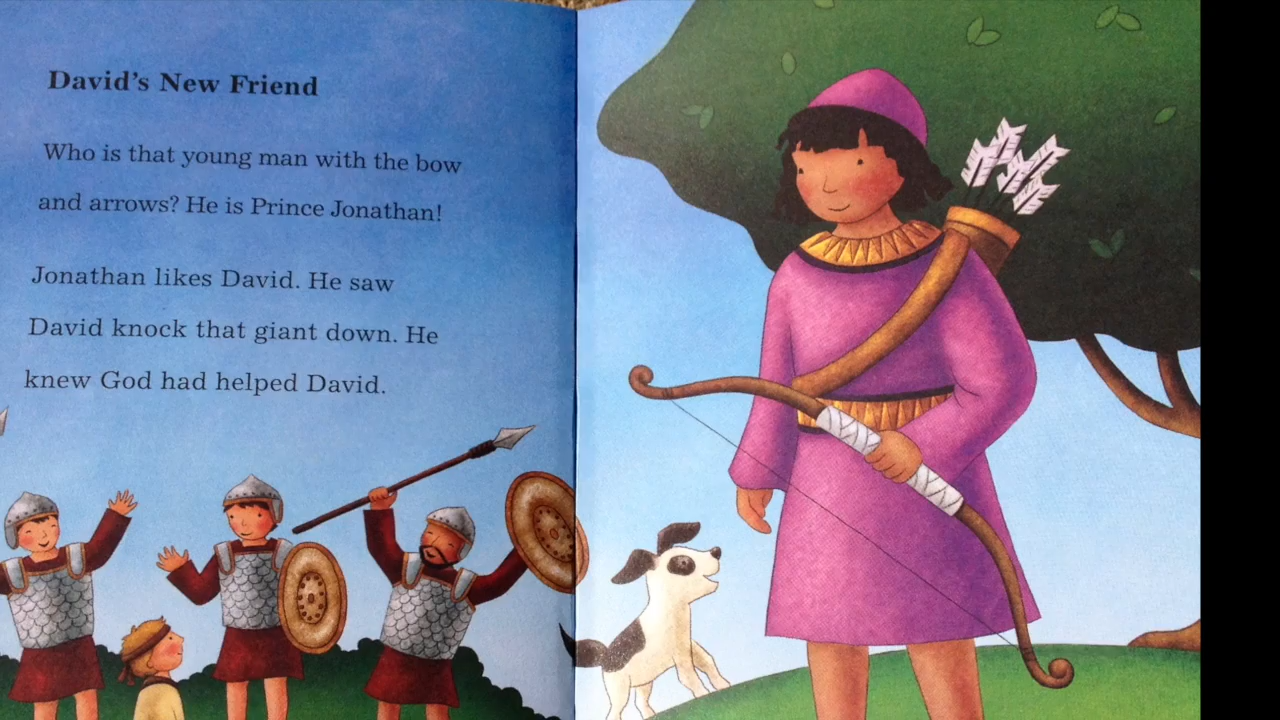 David's New Friend
Who is that young man with the bow
and arrows? He is Prince Jonathan!
Jonathan likes David. He saw
David knock that giant down. He
knew God had helped David.